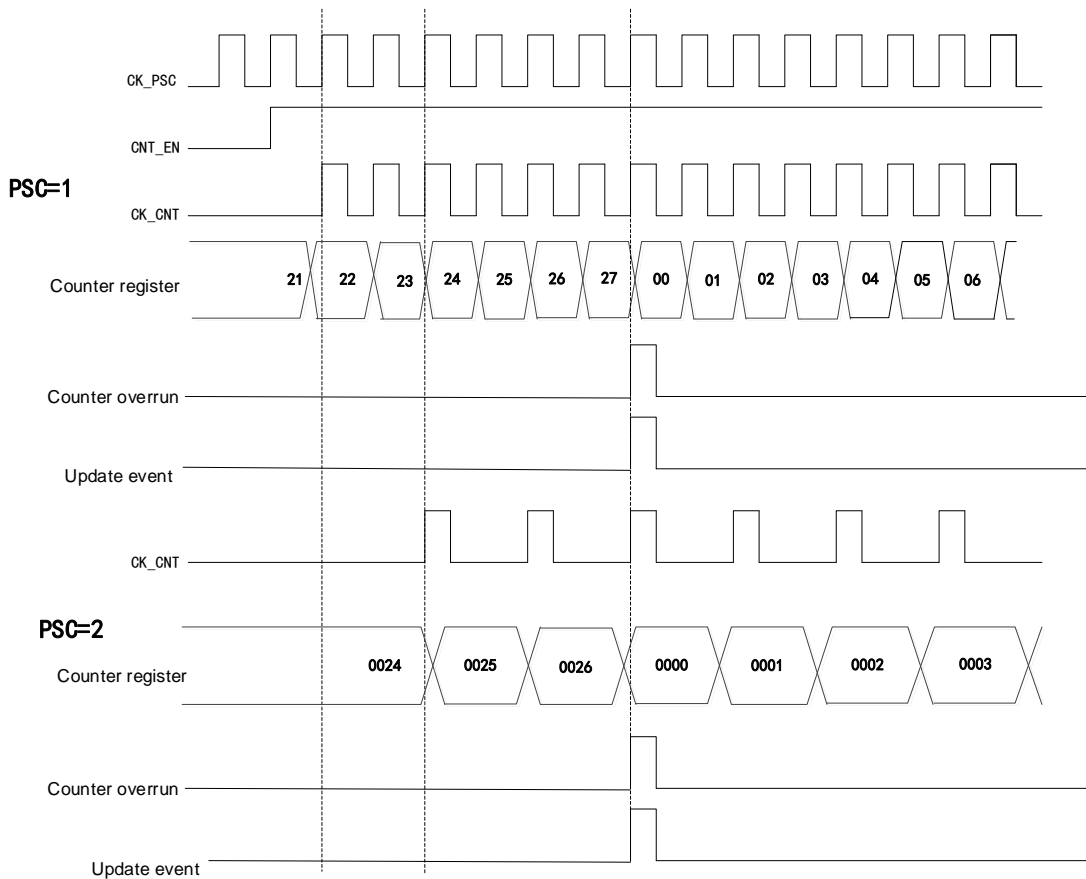 CK_PSC
CNT_EN
PSC=1
CK_CNT
Counter register 21 22 23 24 25 26 27 00 01 02 03 04 05 06
Counter overrun
Update event
CK_CNT
PSC=2
Counter register 0024 0025 0026 0000 0001 0002 0003
Counter overrun
Update event